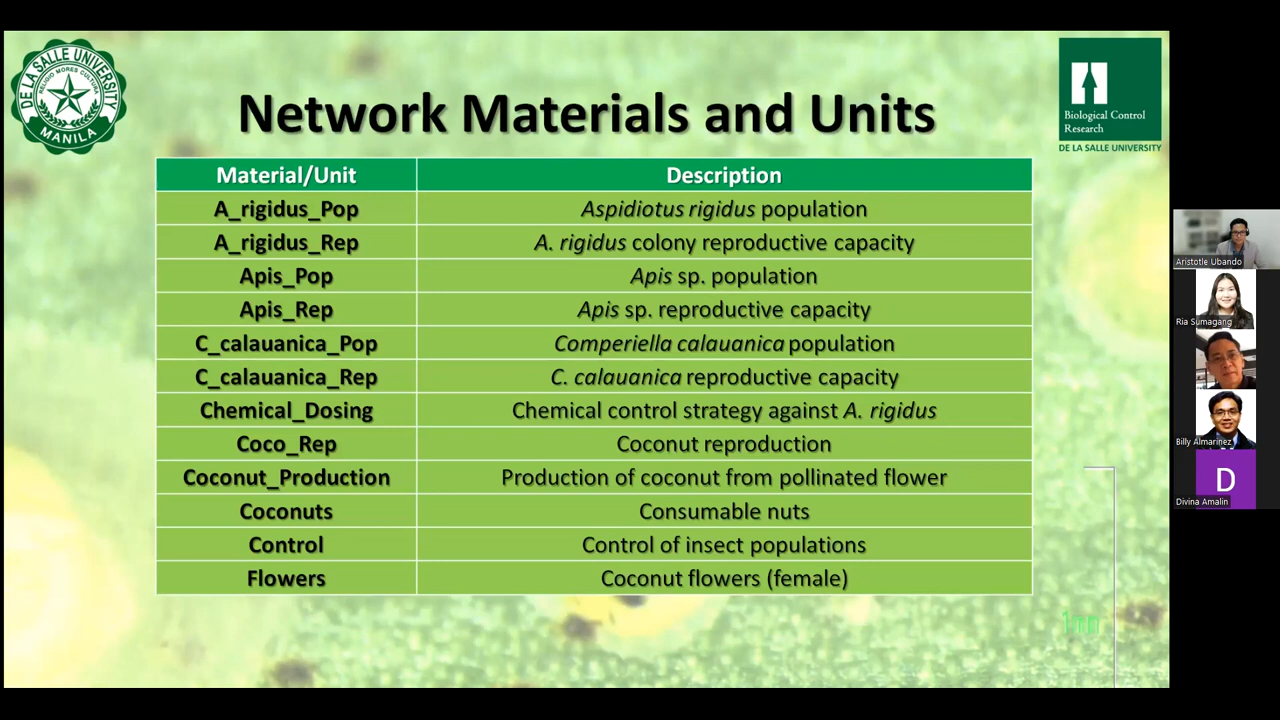 DE LA SALLE UNIVERSITY
RELIGIO MORES CULTURA
MANILA
Network Materials and Units
Biological Control
Research
DE LA SALLE UNIVERSITY
Material/Unit Description
A_rigidus_Pop Aspidiotus rigidus population
A_rigidus_Rep A. rigidus colony reproductive capacity
Apis_Pop Apis sp. population
Apis_Rep Apis sp. reproductive capacity
C_calauanica_Pop Comperiella calauanica population
C_calauanica_Rep C. calauanica reproductive capacity
Chemical_Dosing Chemical control strategy against A. rigidus
Coco_Rep Coconut reproduction
Coconut_Production Production of coconut from pollinated flower
Coconuts Consumable nuts
Control Control of insect populations
Flowers Coconut flowers (female)
1mm
Aristotle Ubando
Ria Sumagang
Billy Almarinez
D
Divina Amalin